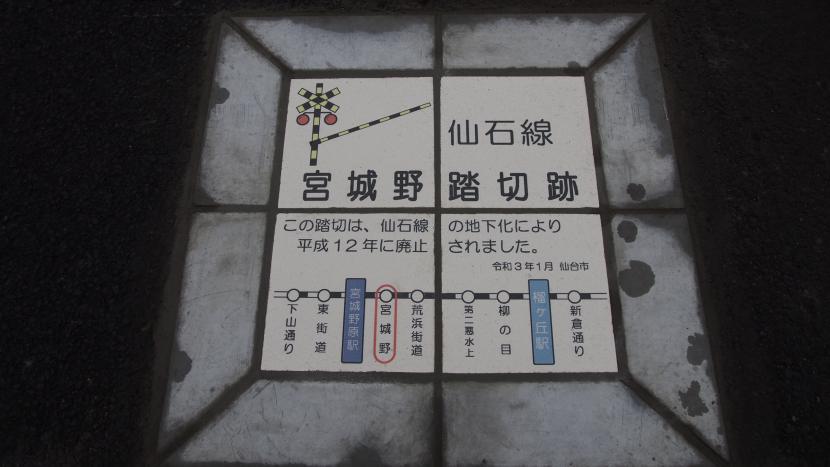 仙石線
宮城野踏切跡
この踏切は、仙石線の地下化により
平成12年に廃止されました。
令和3年1月 仙台市
下山通り
東街道
宮城野原駅
宮城野
荒浜街道
第二悪水上
柳の目
榴ヶ丘駅
新倉通り